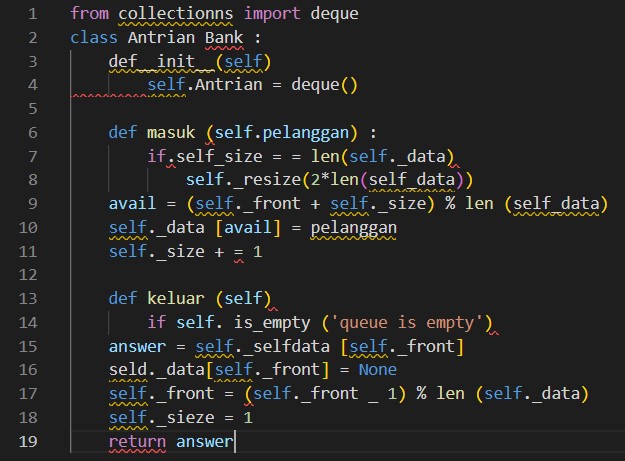 1 from collectionns import deque
2 class Antrian Bank :
3     def__init__(self)
4         self.Antrian = deque()
5
6     def masuk (self.pelanggan) :
7         if.self_size = = len(self._data)
8             self._resize(2*len(self_data))
9     avail = (self._front + self._size) % len (self_data)
10     self._data [avail] = pelanggan
11     self._size + = 1
12
13     def keluar (self)
14         if self. is_empty ('queue is empty')
15     answer = self._selfdata [self._front]
16     seld._data[self._front] = None
17     self._front = (self._front _ 1) % len (self._data)
18     self._sieze = 1
19     return answer